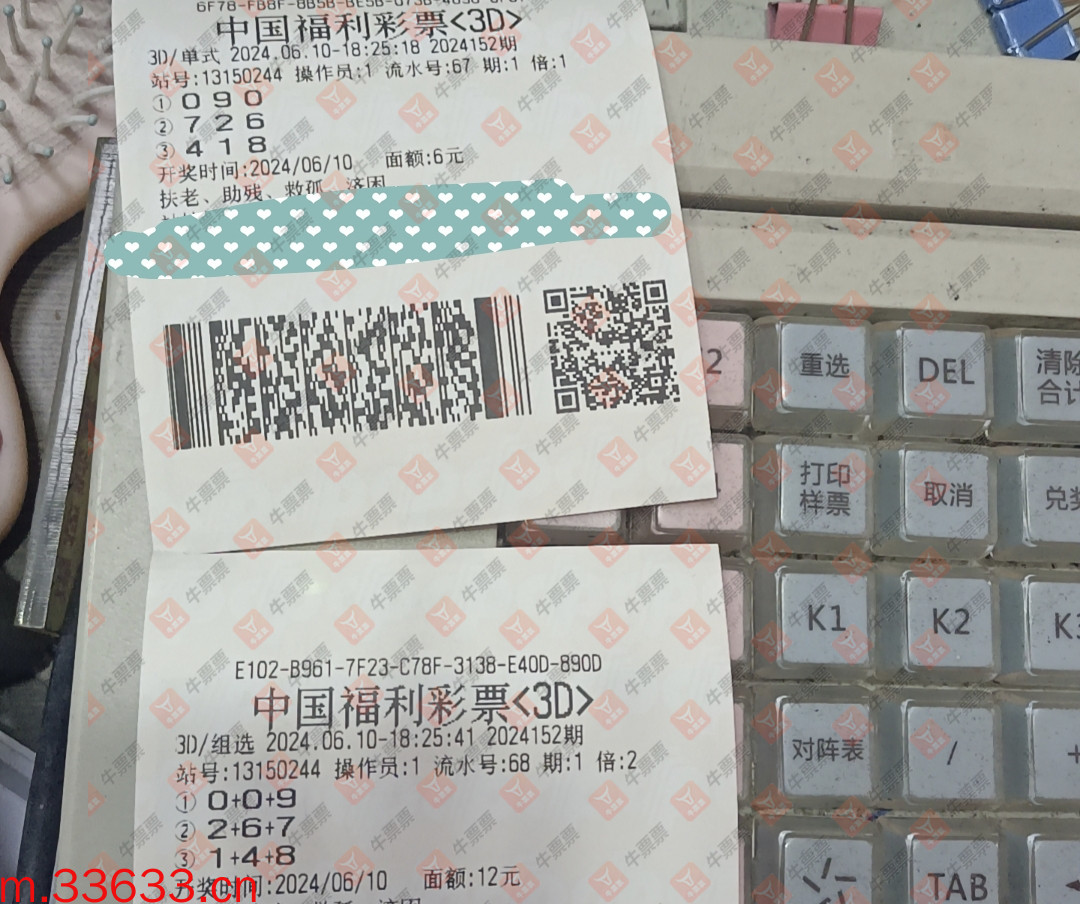 中国福利彩票<3D>
3D/单式 2024.06.10-18:25:18 2024152期
站号:13150244 操作员:1 流水号:67 期:1 倍:1
① 0 9 0
② 7 2 6
③ 4 1 8
开奖时间:2024/06/10 面额:6元
扶老、助残、救孤、济困
E102-B961-7F23-C78F-3138-E40D-890D
中国福利彩票<3D>
3D/组选 2024.06.10-18:25:41 2024152期
站号:13150244 操作员:1 流水号:68 期:1 倍:2
① 0+0+9
② 2+6+7
③ 1+4+8
开奖时间:2024/06/10 面额:12元
2 重选 DEL 清除
合计
打印
样票 取消 兑奖
K1 K2 K3
对阵表 / +
TAB
牛票票
m.33633.cn